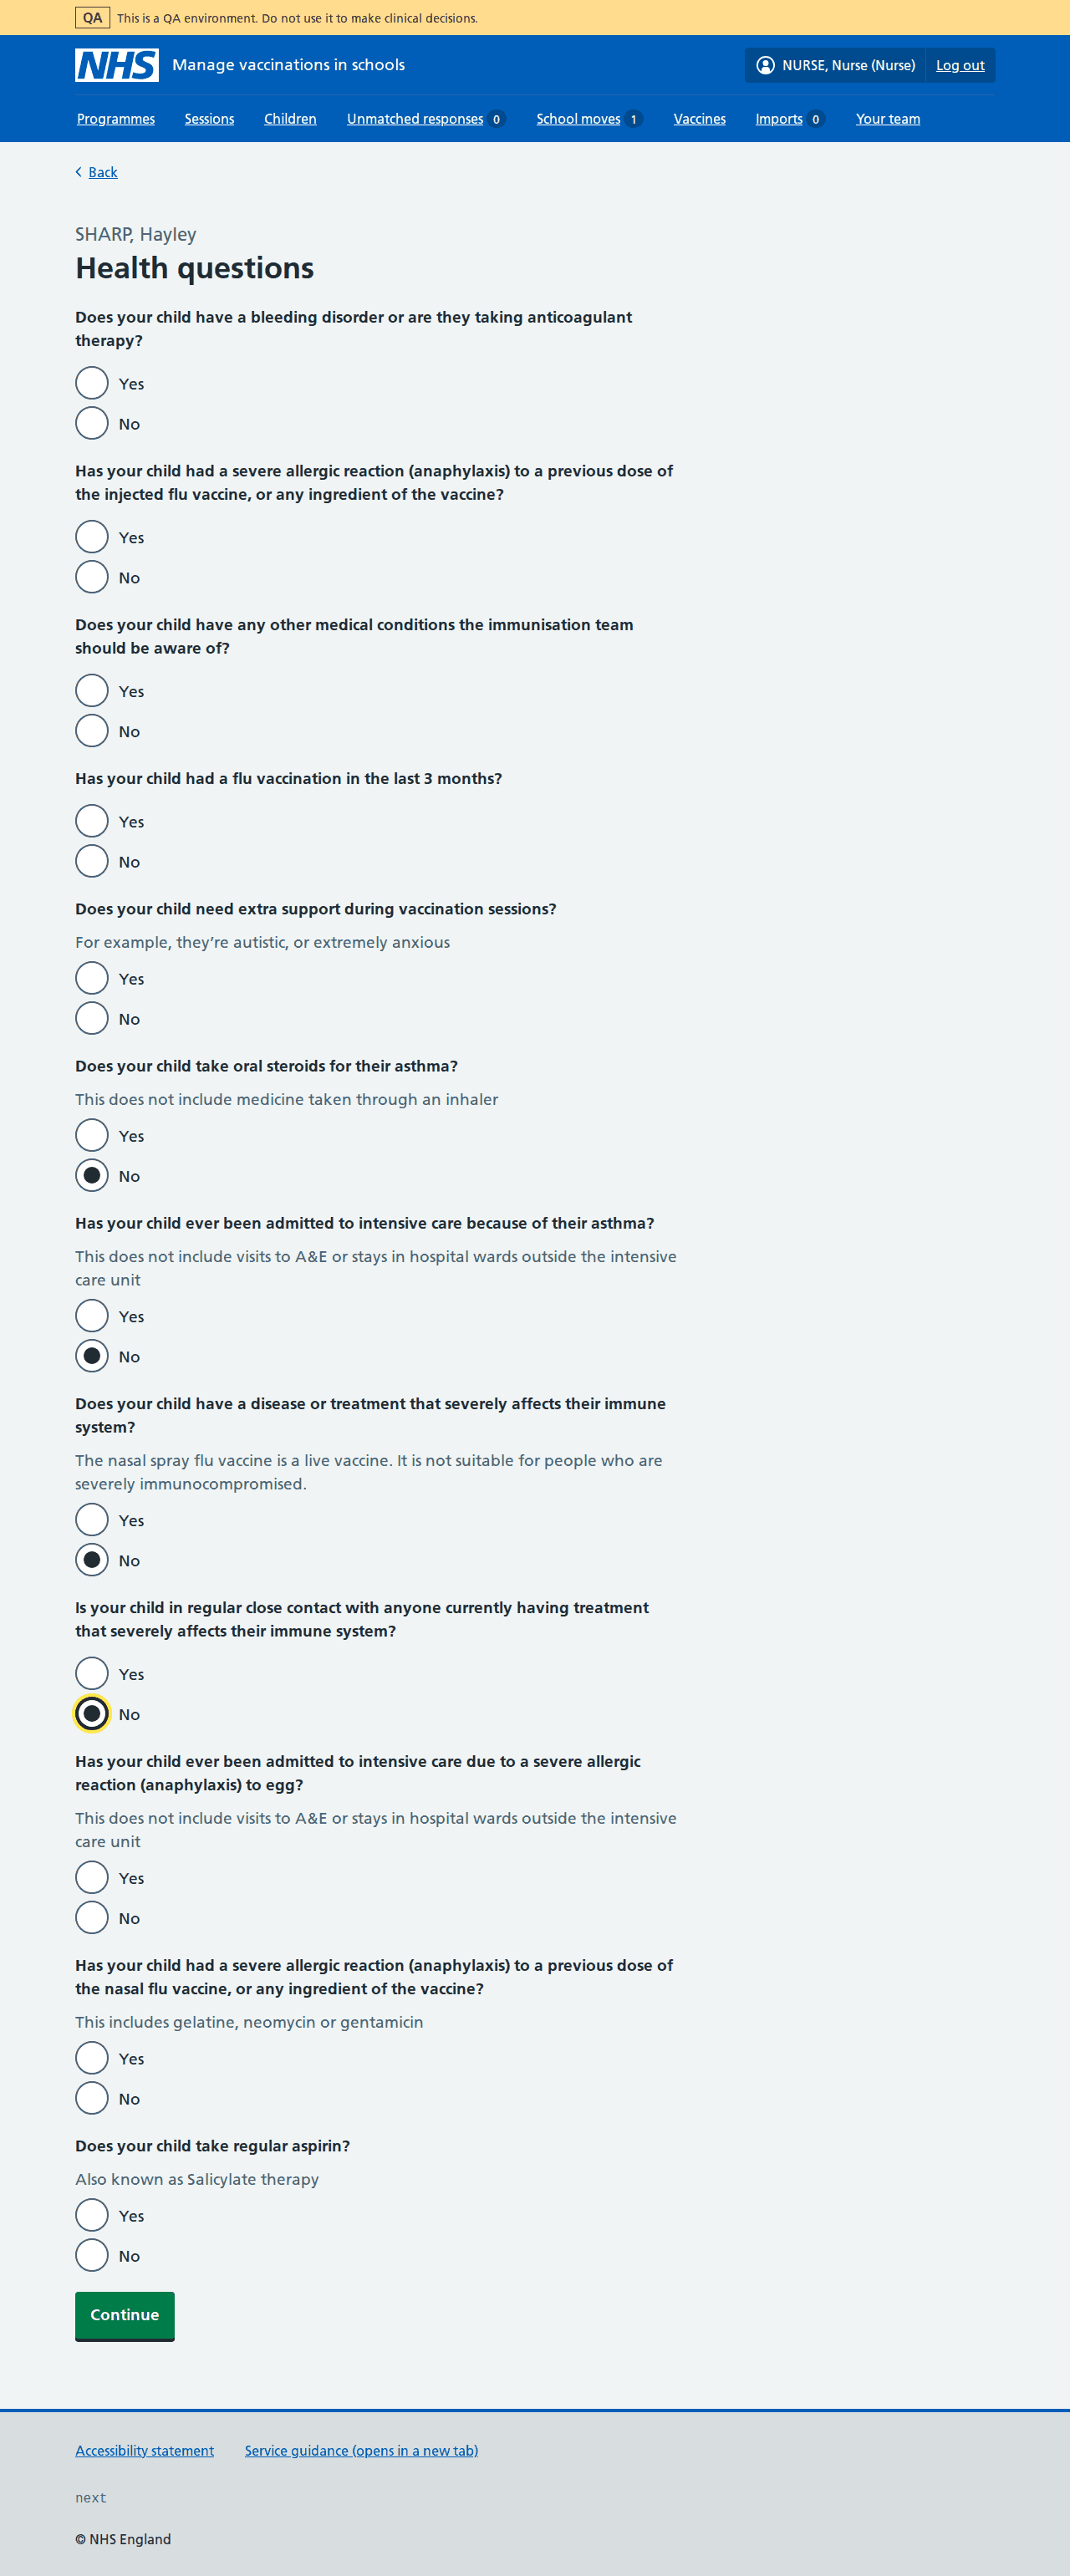 QA This is a QA environment. Do not use it to make clinical decisions.
NHS Manage vaccinations in schools NURSE, Nurse (Nurse) Log out
Programmes Sessions Children Unmatched responses 0 School moves 1 Vaccines Imports 0 Your team
Back
SHARP, Hayley
Health questions
Does your child have a bleeding disorder or are they taking anticoagulant
therapy?
Yes
No
Has your child had a severe allergic reaction (anaphylaxis) to a previous dose of
the injected flu vaccine, or any ingredient of the vaccine?
Yes
No
Does your child have any other medical conditions the immunisation team
should be aware of?
Yes
No
Has your child had a flu vaccination in the last 3 months?
Yes
No
Does your child need extra support during vaccination sessions?
For example, they’re autistic, or extremely anxious
Yes
No
Does your child take oral steroids for their asthma?
This does not include medicine taken through an inhaler
Yes
No
Has your child ever been admitted to intensive care because of their asthma?
This does not include visits to A&E or stays in hospital wards outside the intensive
care unit
Yes
No
Does your child have a disease or treatment that severely affects their immune
system?
The nasal spray flu vaccine is a live vaccine. It is not suitable for people who are
severely immunocompromised.
Yes
No
Is your child in regular close contact with anyone currently having treatment
that severely affects their immune system?
Yes
No
Has your child ever been admitted to intensive care due to a severe allergic
reaction (anaphylaxis) to egg?
This does not include visits to A&E or stays in hospital wards outside the intensive
care unit
Yes
No
Has your child had a severe allergic reaction (anaphylaxis) to a previous dose of
the nasal flu vaccine, or any ingredient of the vaccine?
This includes gelatine, neomycin or gentamicin
Yes
No
Does your child take regular aspirin?
Also known as Salicylate therapy
Yes
No
Continue
Accessibility statement Service guidance (opens in a new tab)
next
© NHS England